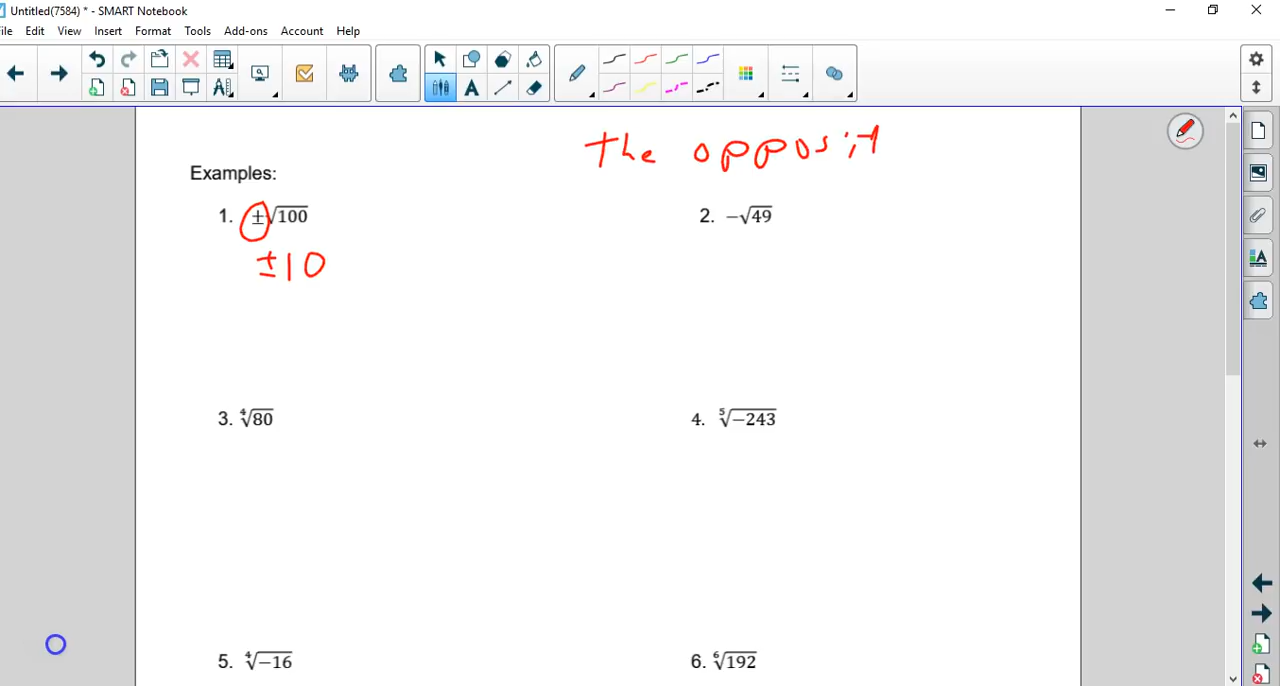 Untitled(7584) * - SMART Notebook
ile Edit View Insert Format Tools Add-ons Account Help
the opposit
Examples:
1. ±√100
2. −√49
±10
3. ∜80
4. ⁵√−243
5. ∜−16
6. ⁶√192